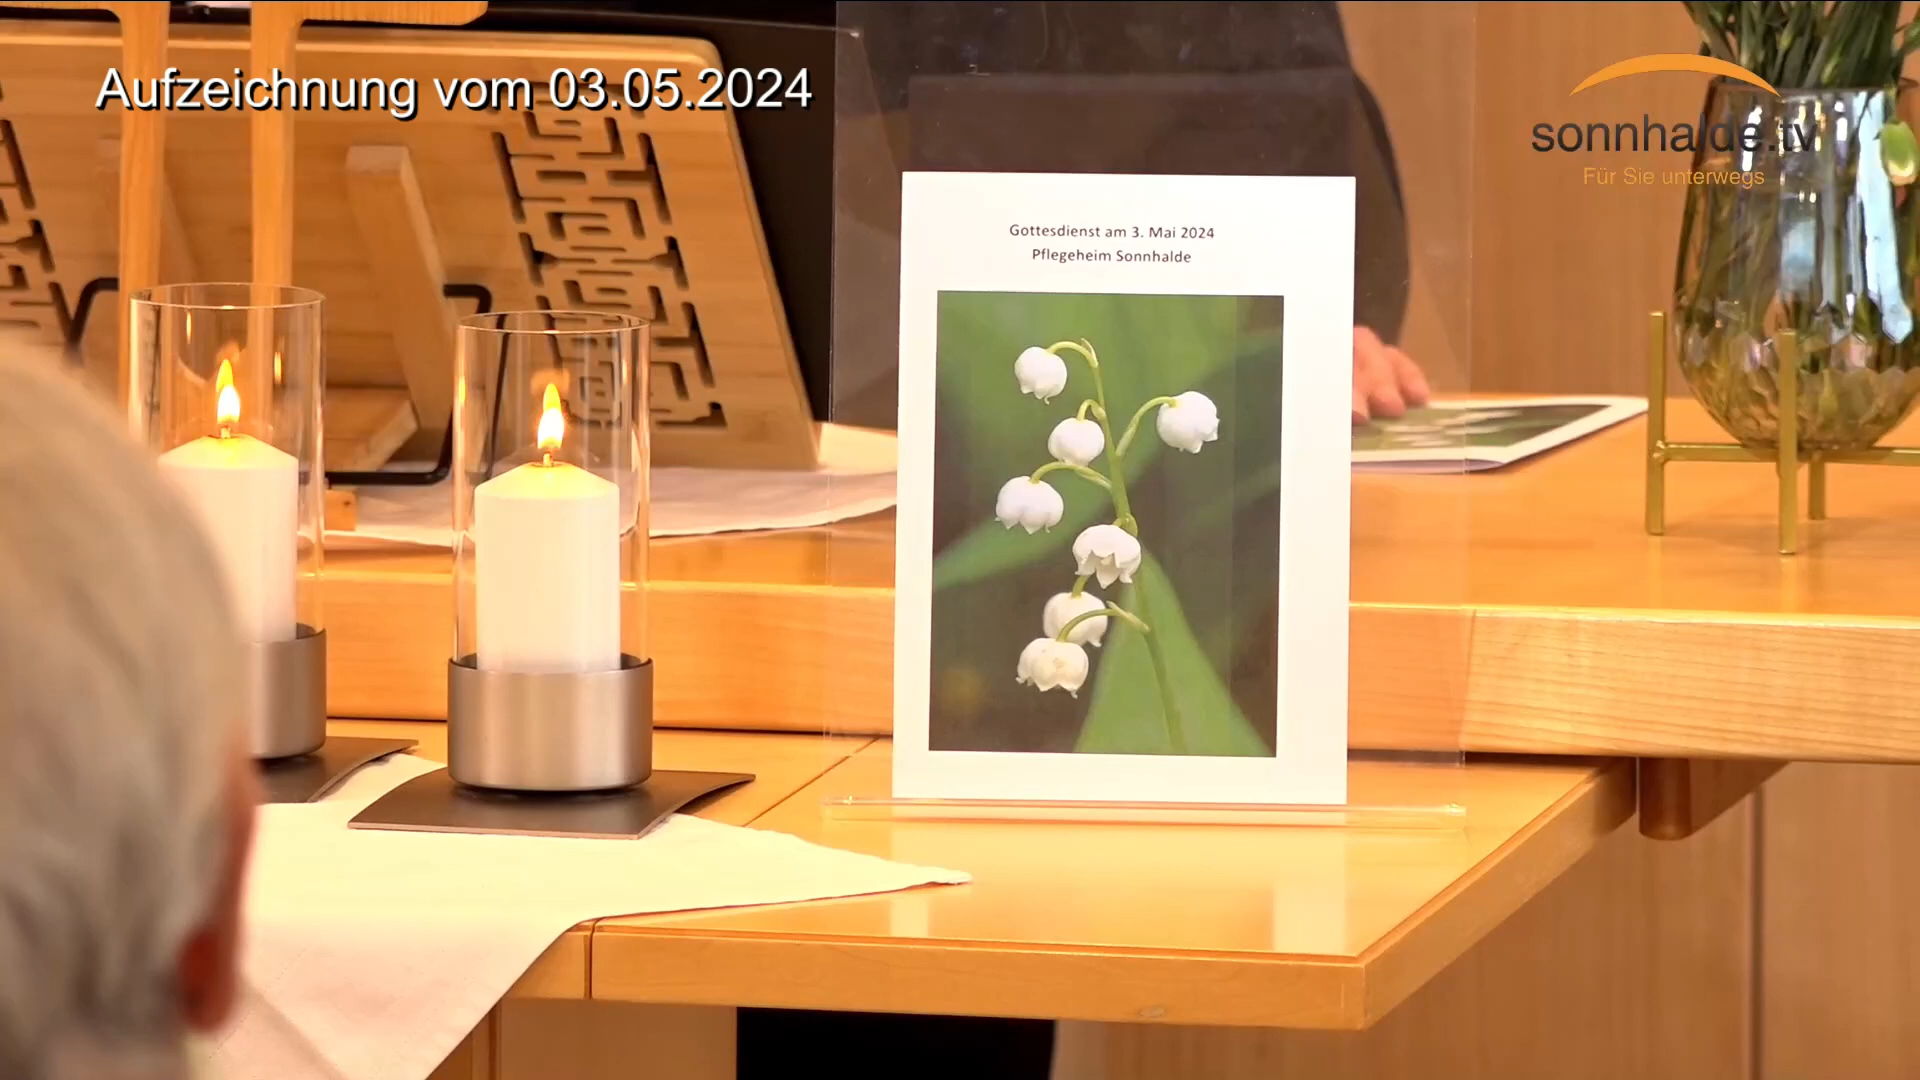 Aufzeichnung vom 03.05.2024
sonnhalde.tv
Für Sie unterwegs
Gottesdienst am 3. Mai 2024
Pflegeheim Sonnhalde